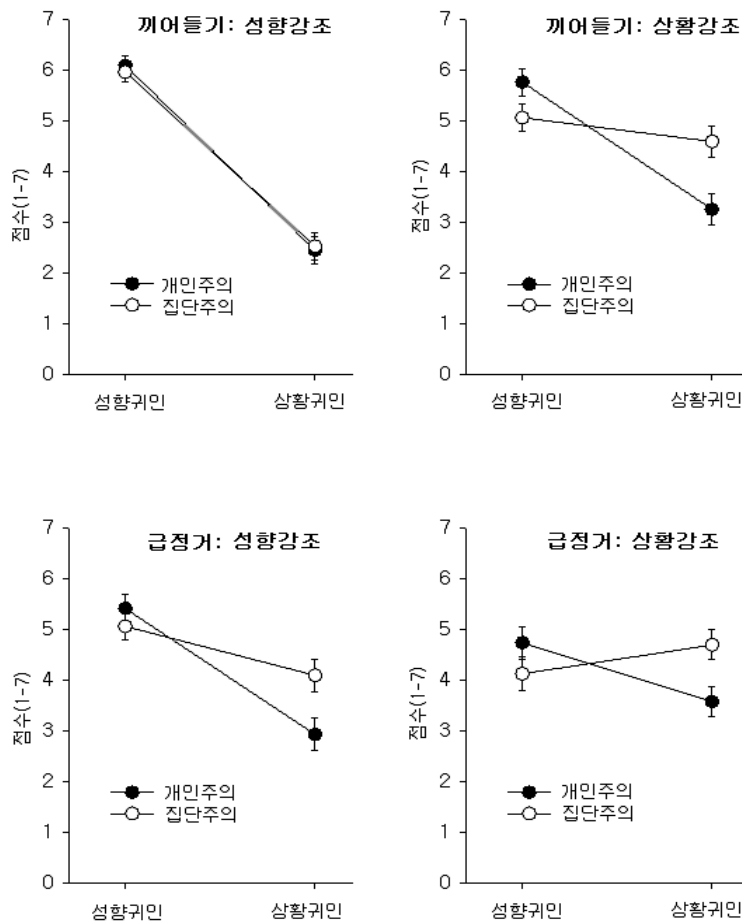 끼어들기: 성향강조
7
6
5
4
3
2
1
0
점수(1-7)
개인주의
집단주의
성향귀인 상황귀인
끼어들기: 상황강조
7
6
5
4
3
2
1
0
점수(1-7)
개인주의
집단주의
성향귀인 상황귀인
급정거: 성향강조
7
6
5
4
3
2
1
0
점수(1-7)
개인주의
집단주의
성향귀인 상황귀인
급정거: 상황강조
7
6
5
4
3
2
1
0
점수(1-7)
개인주의
집단주의
성향귀인 상황귀인